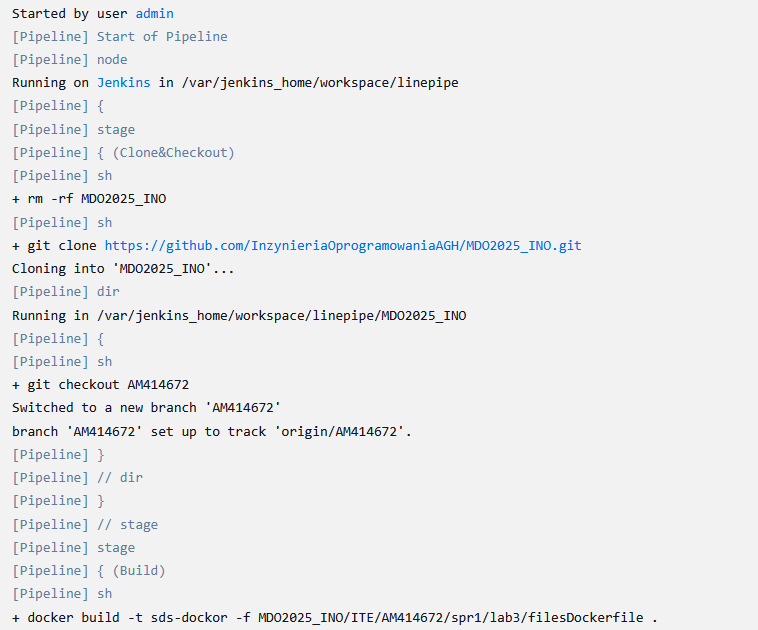 Started by user admin
[Pipeline] Start of Pipeline
[Pipeline] node
Running on Jenkins in /var/jenkins_home/workspace/linepipe
[Pipeline] {
[Pipeline] stage
[Pipeline] { (Clone&Checkout)
[Pipeline] sh
+ rm -rf MDO2025_INO
[Pipeline] sh
+ git clone https://github.com/InzynieriaOprogramowaniaAGH/MDO2025_INO.git
Cloning into 'MDO2025_INO'...
[Pipeline] dir
Running in /var/jenkins_home/workspace/linepipe/MDO2025_INO
[Pipeline] {
[Pipeline] sh
+ git checkout AM414672
Switched to a new branch 'AM414672'
branch 'AM414672' set up to track 'origin/AM414672'.
[Pipeline] }
[Pipeline] // dir
[Pipeline] }
[Pipeline] // stage
[Pipeline] stage
[Pipeline] { (Build)
[Pipeline] sh
+ docker build -t sds-dockor -f MDO2025_INO/ITE/AM414672/spr1/lab3/filesDockerfile .